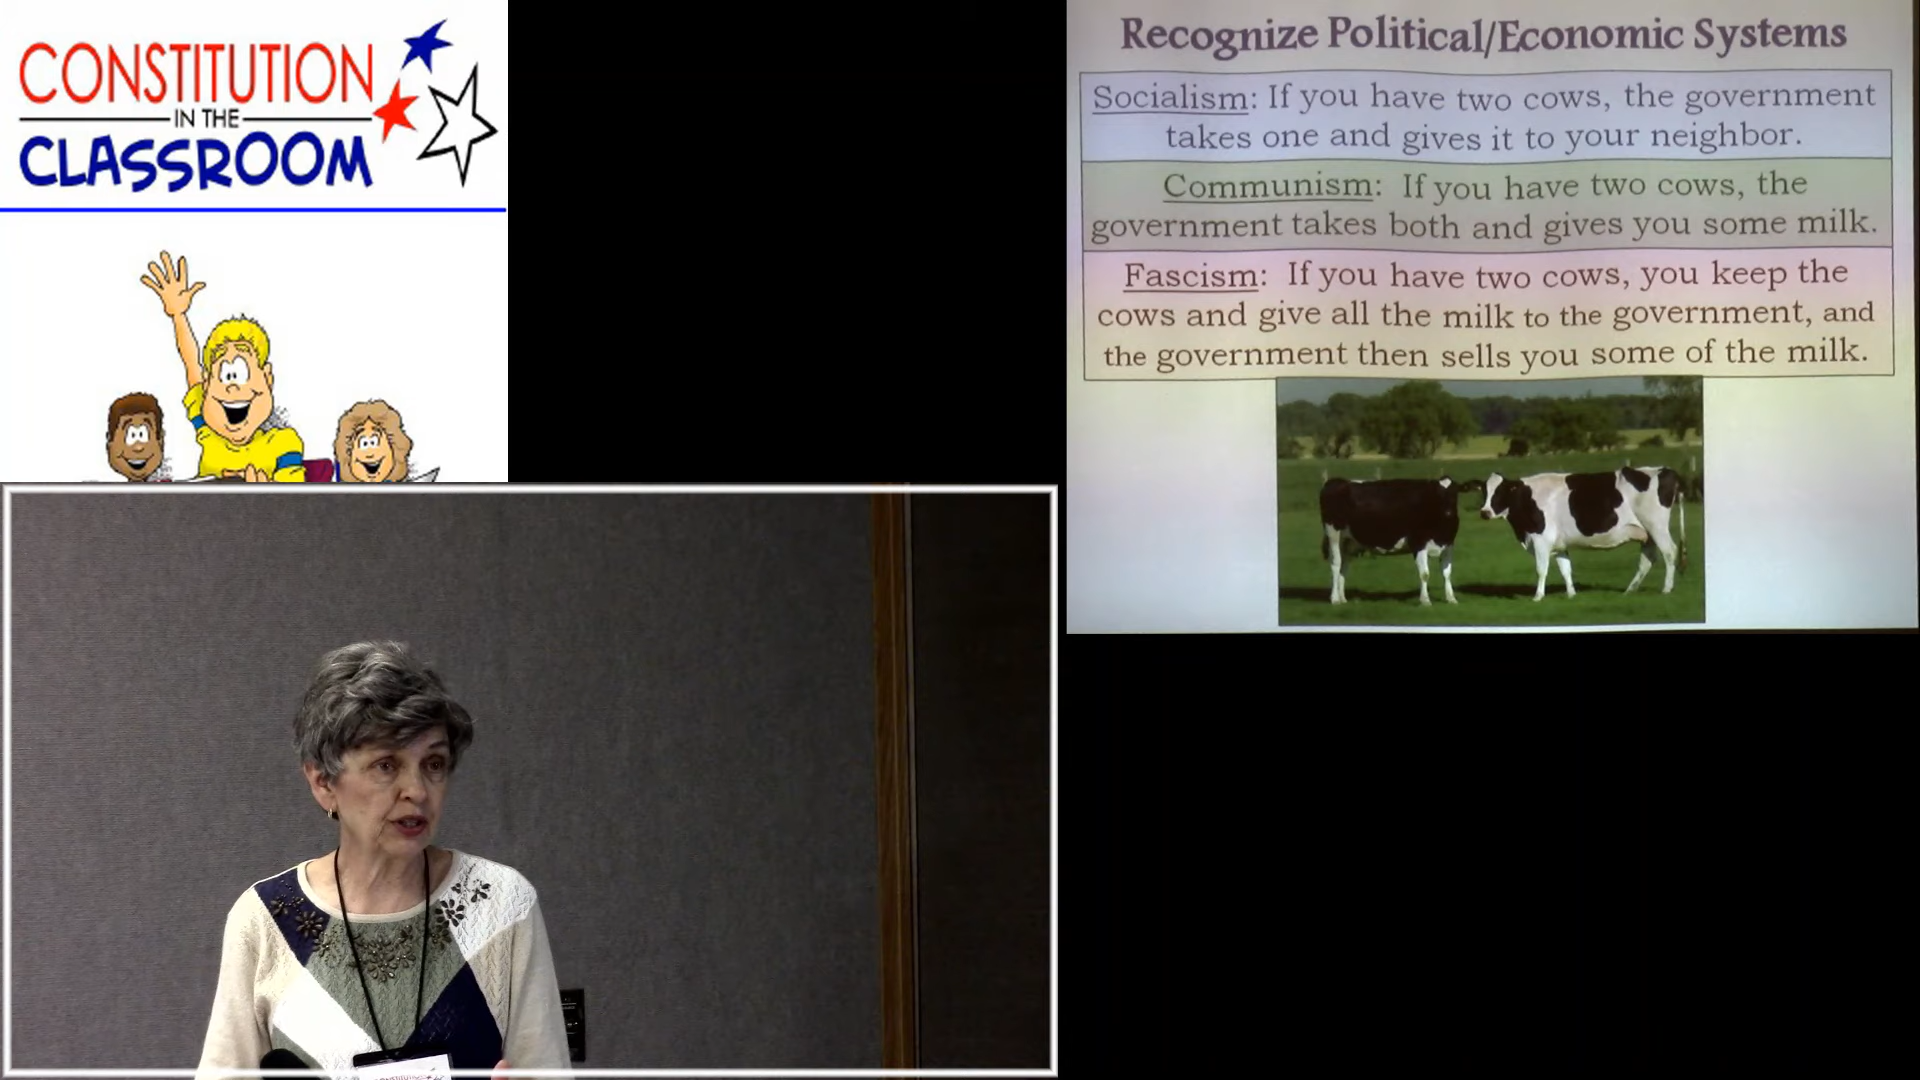 CONSTITUTION
IN THE
CLASSROOM
Recognize Political/Economic Systems
Socialism: If you have two cows, the government
takes one and gives it to your neighbor.
Communism: If you have two cows, the
government takes both and gives you some milk.
Fascism: If you have two cows, you keep the
cows and give all the milk to the government, and
the government then sells you some of the milk.